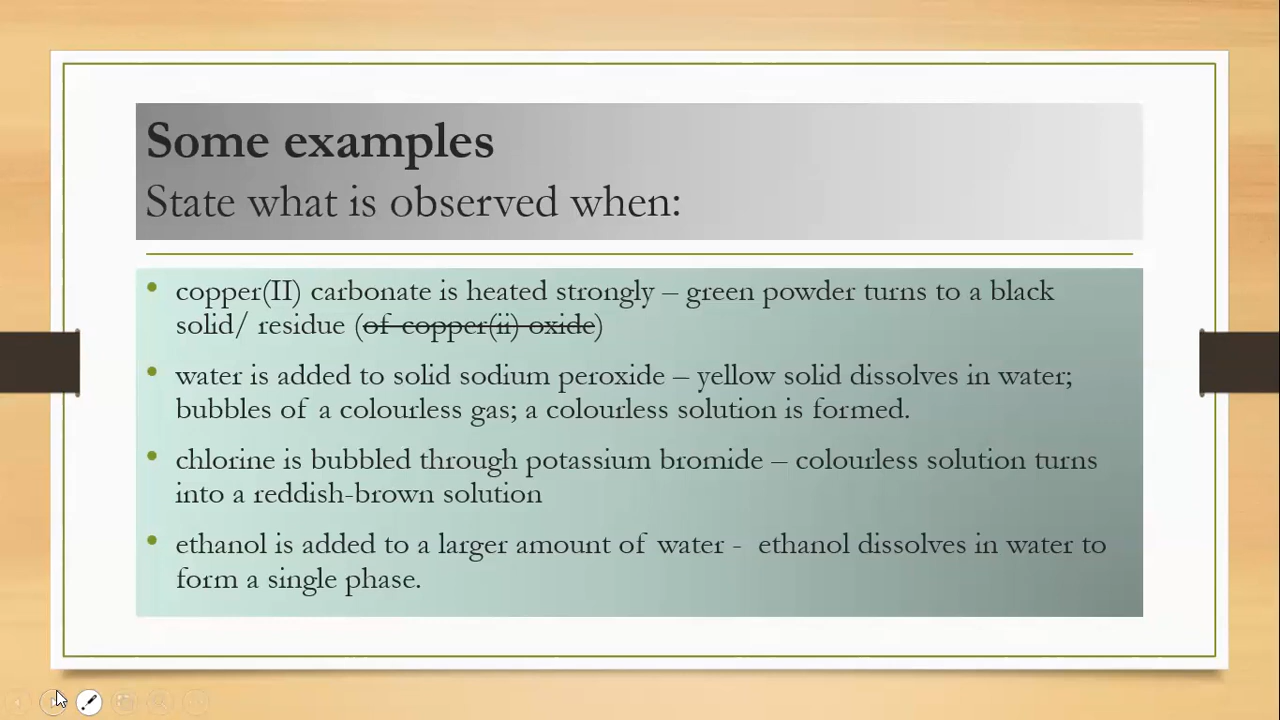 Some examples
State what is observed when:
• copper(II) carbonate is heated strongly – green powder turns to a black
solid/ residue (of copper(ii) oxide)
• water is added to solid sodium peroxide – yellow solid dissolves in water;
bubbles of a colourless gas; a colourless solution is formed.
• chlorine is bubbled through potassium bromide – colourless solution turns
into a reddish-brown solution
• ethanol is added to a larger amount of water - ethanol dissolves in water to
form a single phase.